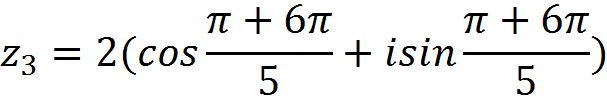 z₃ = 2(cos (π + 6π)/5 + isin (π + 6π)/5)